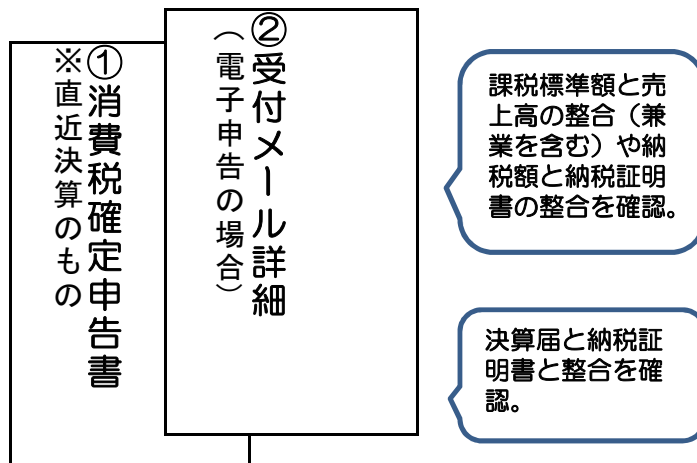 ①消費税確定申告書
※直近決算のもの
②受付メール詳細
（電子申告の場合）
課税標準額と売
上高の整合（兼
業を含む）や納
税額と納税証明
書の整合を確認。
決算届と納税証
明書と整合を確
認。